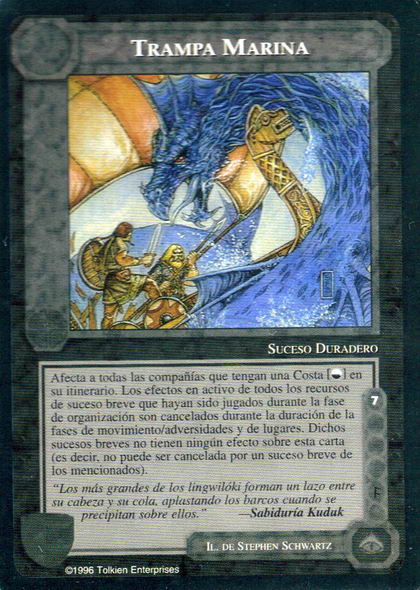 TRAMPA MARINA
SUCESO DURADERO
Afecta a todas las compañías que tengan una Costa [ ] en
su itinerario. Los efectos en activo de todos los recursos
de suceso breve que hayan sido jugados durante la fase
de organización son cancelados durante la duración de la
fases de movimiento/adversidades y de lugares. Dichos
sucesos breves no tienen ningún efecto sobre esta carta
(es decir, no puede ser cancelada por un suceso breve de
los mencionados).
7
"Los más grandes de los lingwilóki forman un lazo entre
su cabeza y su cola, aplastando los barcos cuando se
precipitan sobre ellos." —Sabiduría Kuduk
F
IL. DE STEPHEN SCHWARTZ
©1996 Tolkien Enterprises